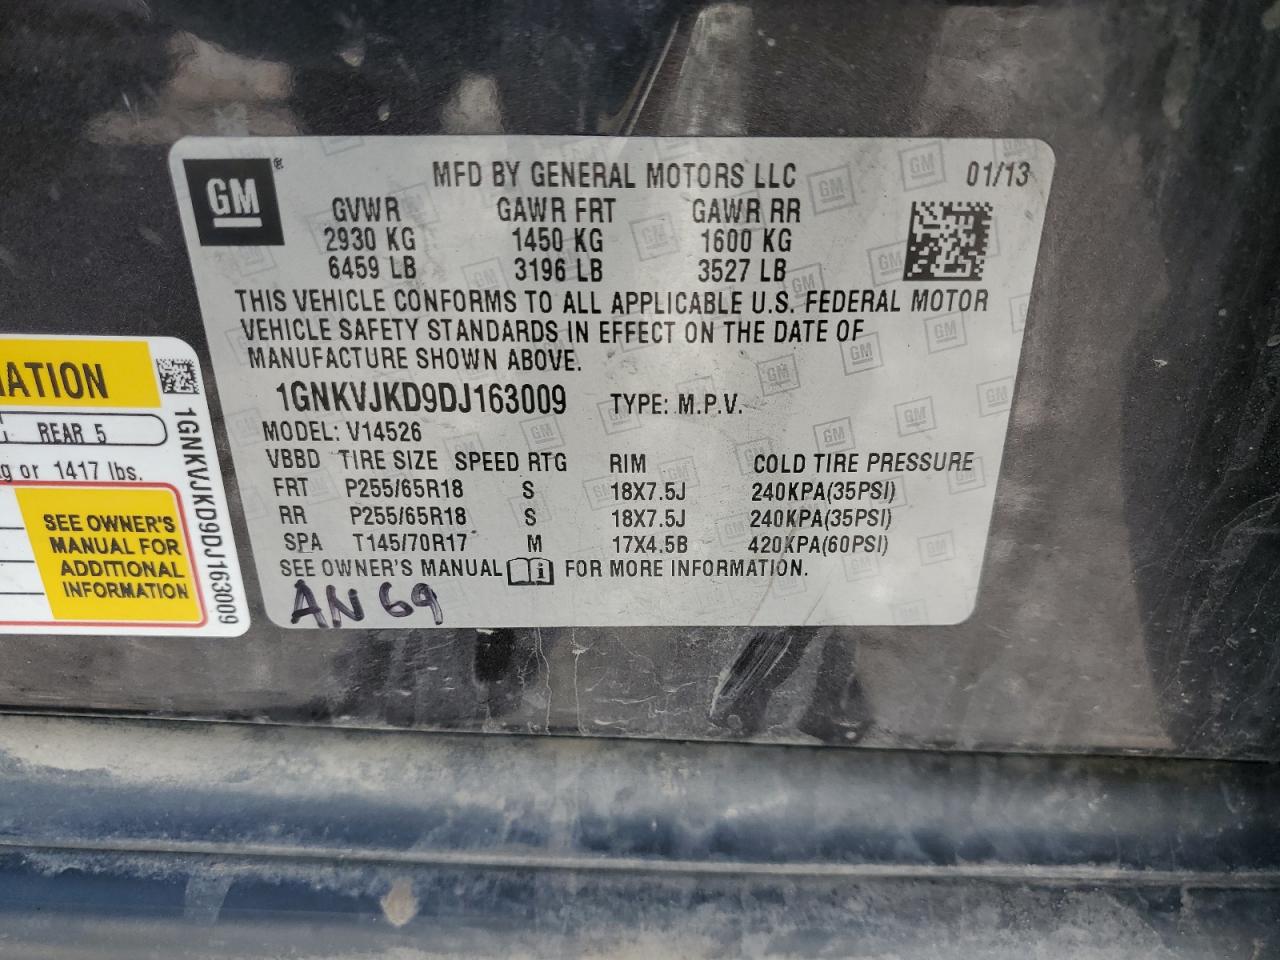 GM ® MFD BY GENERAL MOTORS LLC 01/13
GVWR GAWR FRT GAWR RR
2930 KG 1450 KG 1600 KG
6459 LB 3196 LB 3527 LB
THIS VEHICLE CONFORMS TO ALL APPLICABLE U.S. FEDERAL MOTOR
VEHICLE SAFETY STANDARDS IN EFFECT ON THE DATE OF
MANUFACTURE SHOWN ABOVE.
1GNKVJKD9DJ163009 TYPE: M.P.V.
MODEL: V14526
VBBD TIRE SIZE SPEED RTG RIM COLD TIRE PRESSURE
FRT P255/65R18 S 18X7.5J 240KPA(35PSI)
RR P255/65R18 S 18X7.5J 240KPA(35PSI)
SPA T145/70R17 M 17X4.5B 420KPA(60PSI)
SEE OWNER'S MANUAL i FOR MORE INFORMATION.
AN 69
ATION
REAR 5
g or 1417 lbs.
SEE OWNER'S
MANUAL FOR
ADDITIONAL
INFORMATION
1GNKVJKD9DJ163009